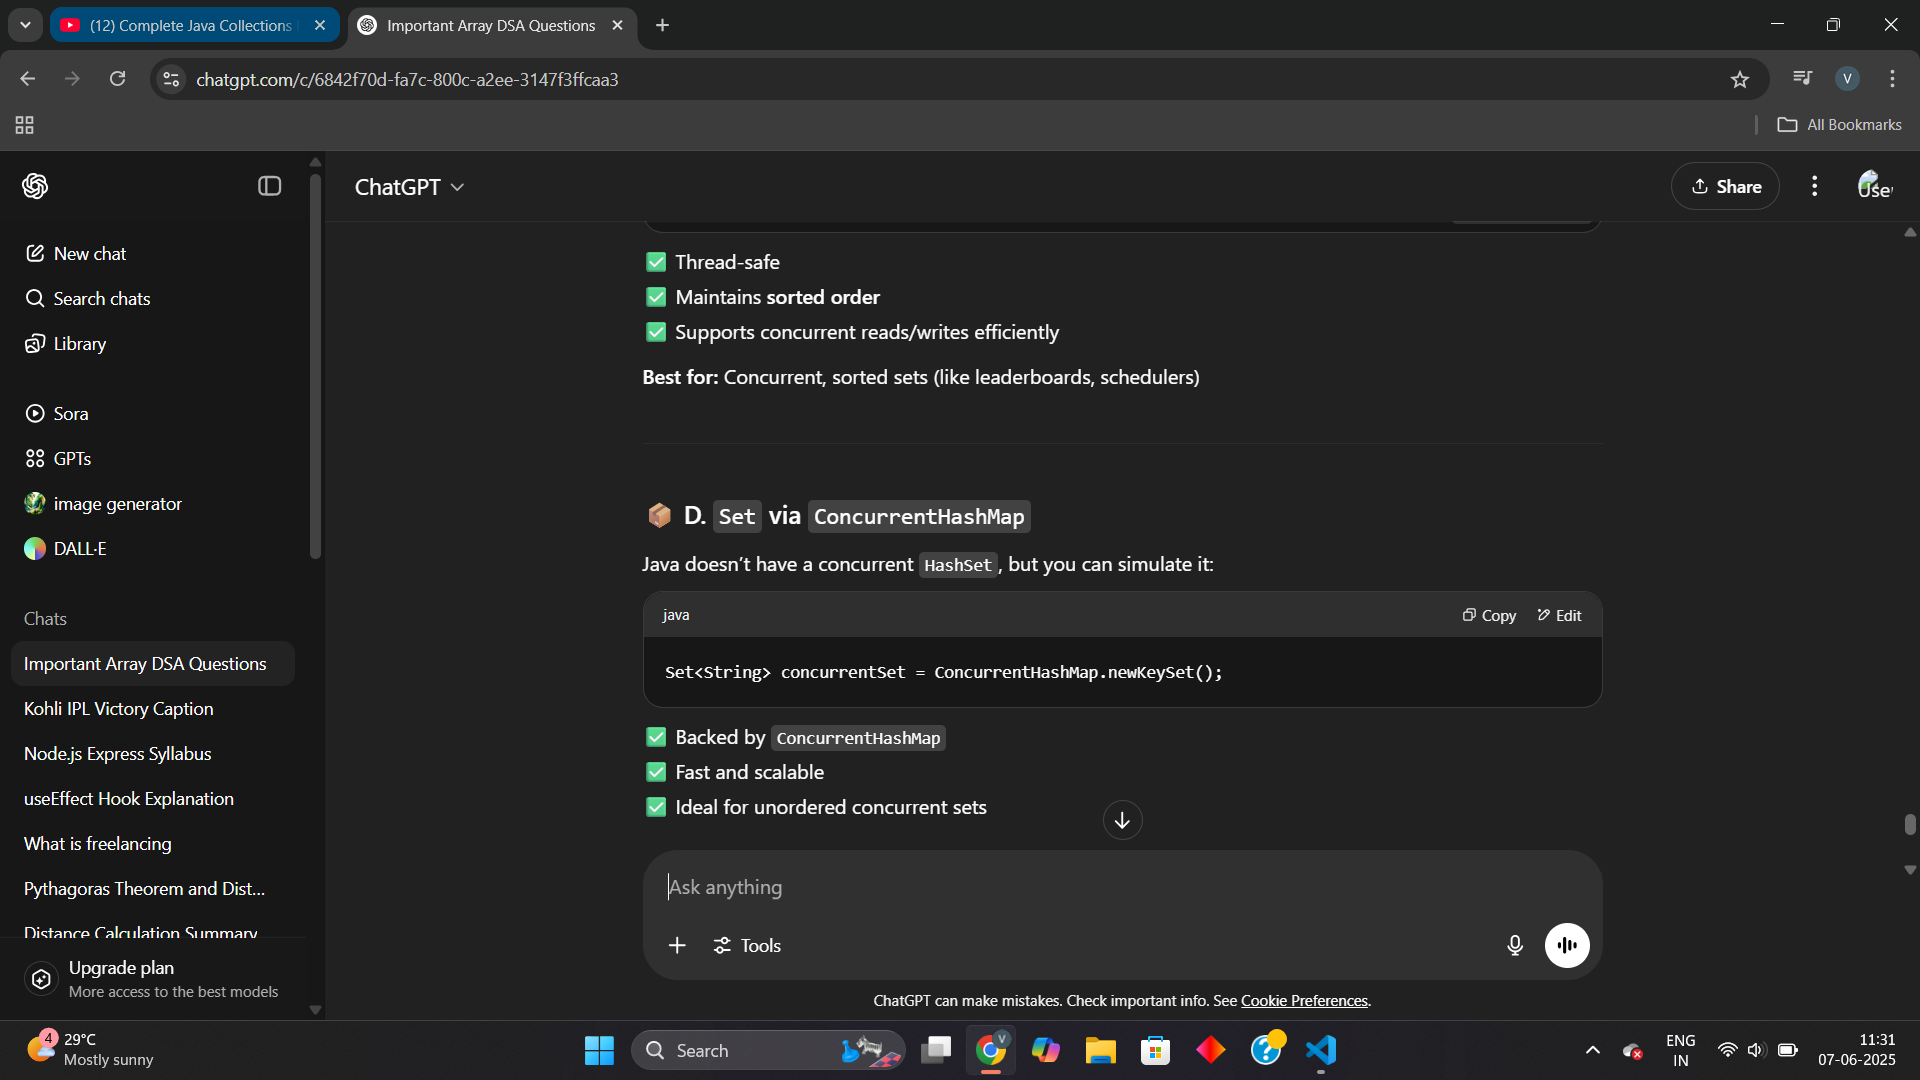 (12) Complete Java Collections
Important Array DSA Questions
chatgpt.com/c/6842f70d-fa7c-800c-a2ee-3147f3ffcaa3
V
All Bookmarks
ChatGPT
Share
User
New chat
Search chats
Library
Sora
GPTs
image generator
DALL·E
Chats
Important Array DSA Questions
Kohli IPL Victory Caption
Node.js Express Syllabus
useEffect Hook Explanation
What is freelancing
Pythagoras Theorem and Dist...
Distance Calculation Summary
Upgrade plan
More access to the best models
Thread-safe
Maintains sorted order
Supports concurrent reads/writes efficiently
Best for: Concurrent, sorted sets (like leaderboards, schedulers)
D. Set via ConcurrentHashMap
Java doesn’t have a concurrent HashSet, but you can simulate it:
java
Copy
Edit
Set<String> concurrentSet = ConcurrentHashMap.newKeySet();
Backed by ConcurrentHashMap
Fast and scalable
Ideal for unordered concurrent sets
Ask anything
Tools
ChatGPT can make mistakes. Check important info. See Cookie Preferences.
4
29°C
Mostly sunny
Search
V
ENG
IN
11:31
07-06-2025